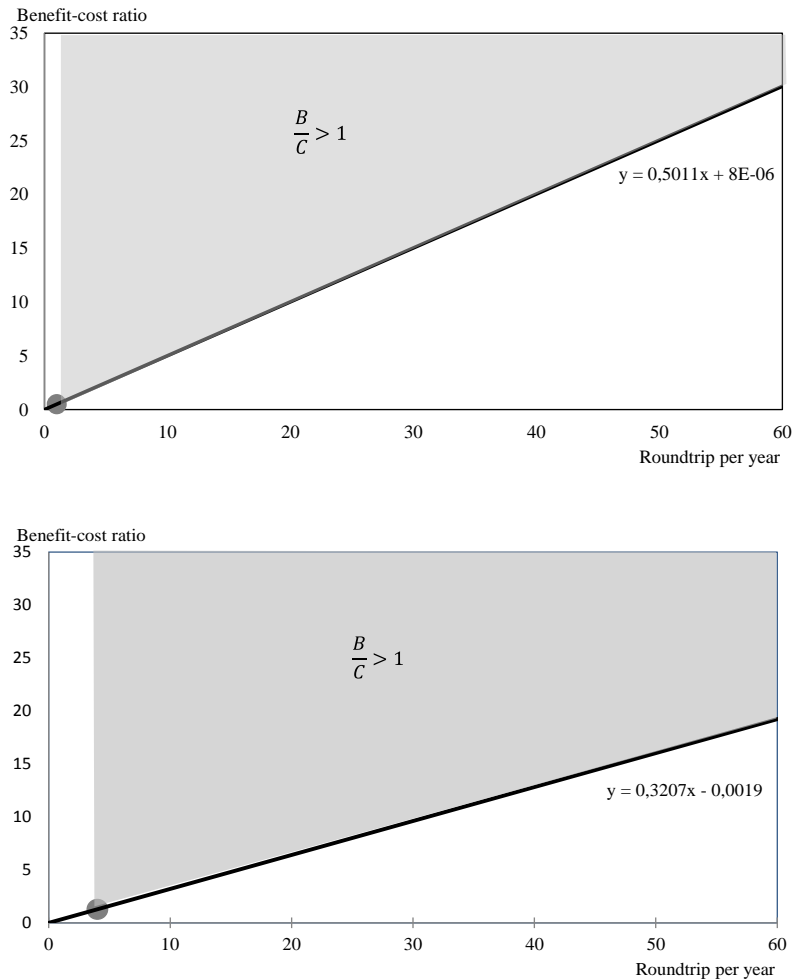 Benefit-cost ratio
35
30
25
20
15
10
5
0
B/C > 1
y = 0,5011x + 8E-06
0 10 20 30 40 50 60
Roundtrip per year
Benefit-cost ratio
35
30
25
20
15
10
5
0
B/C > 1
y = 0,3207x - 0,0019
0 10 20 30 40 50 60
Roundtrip per year